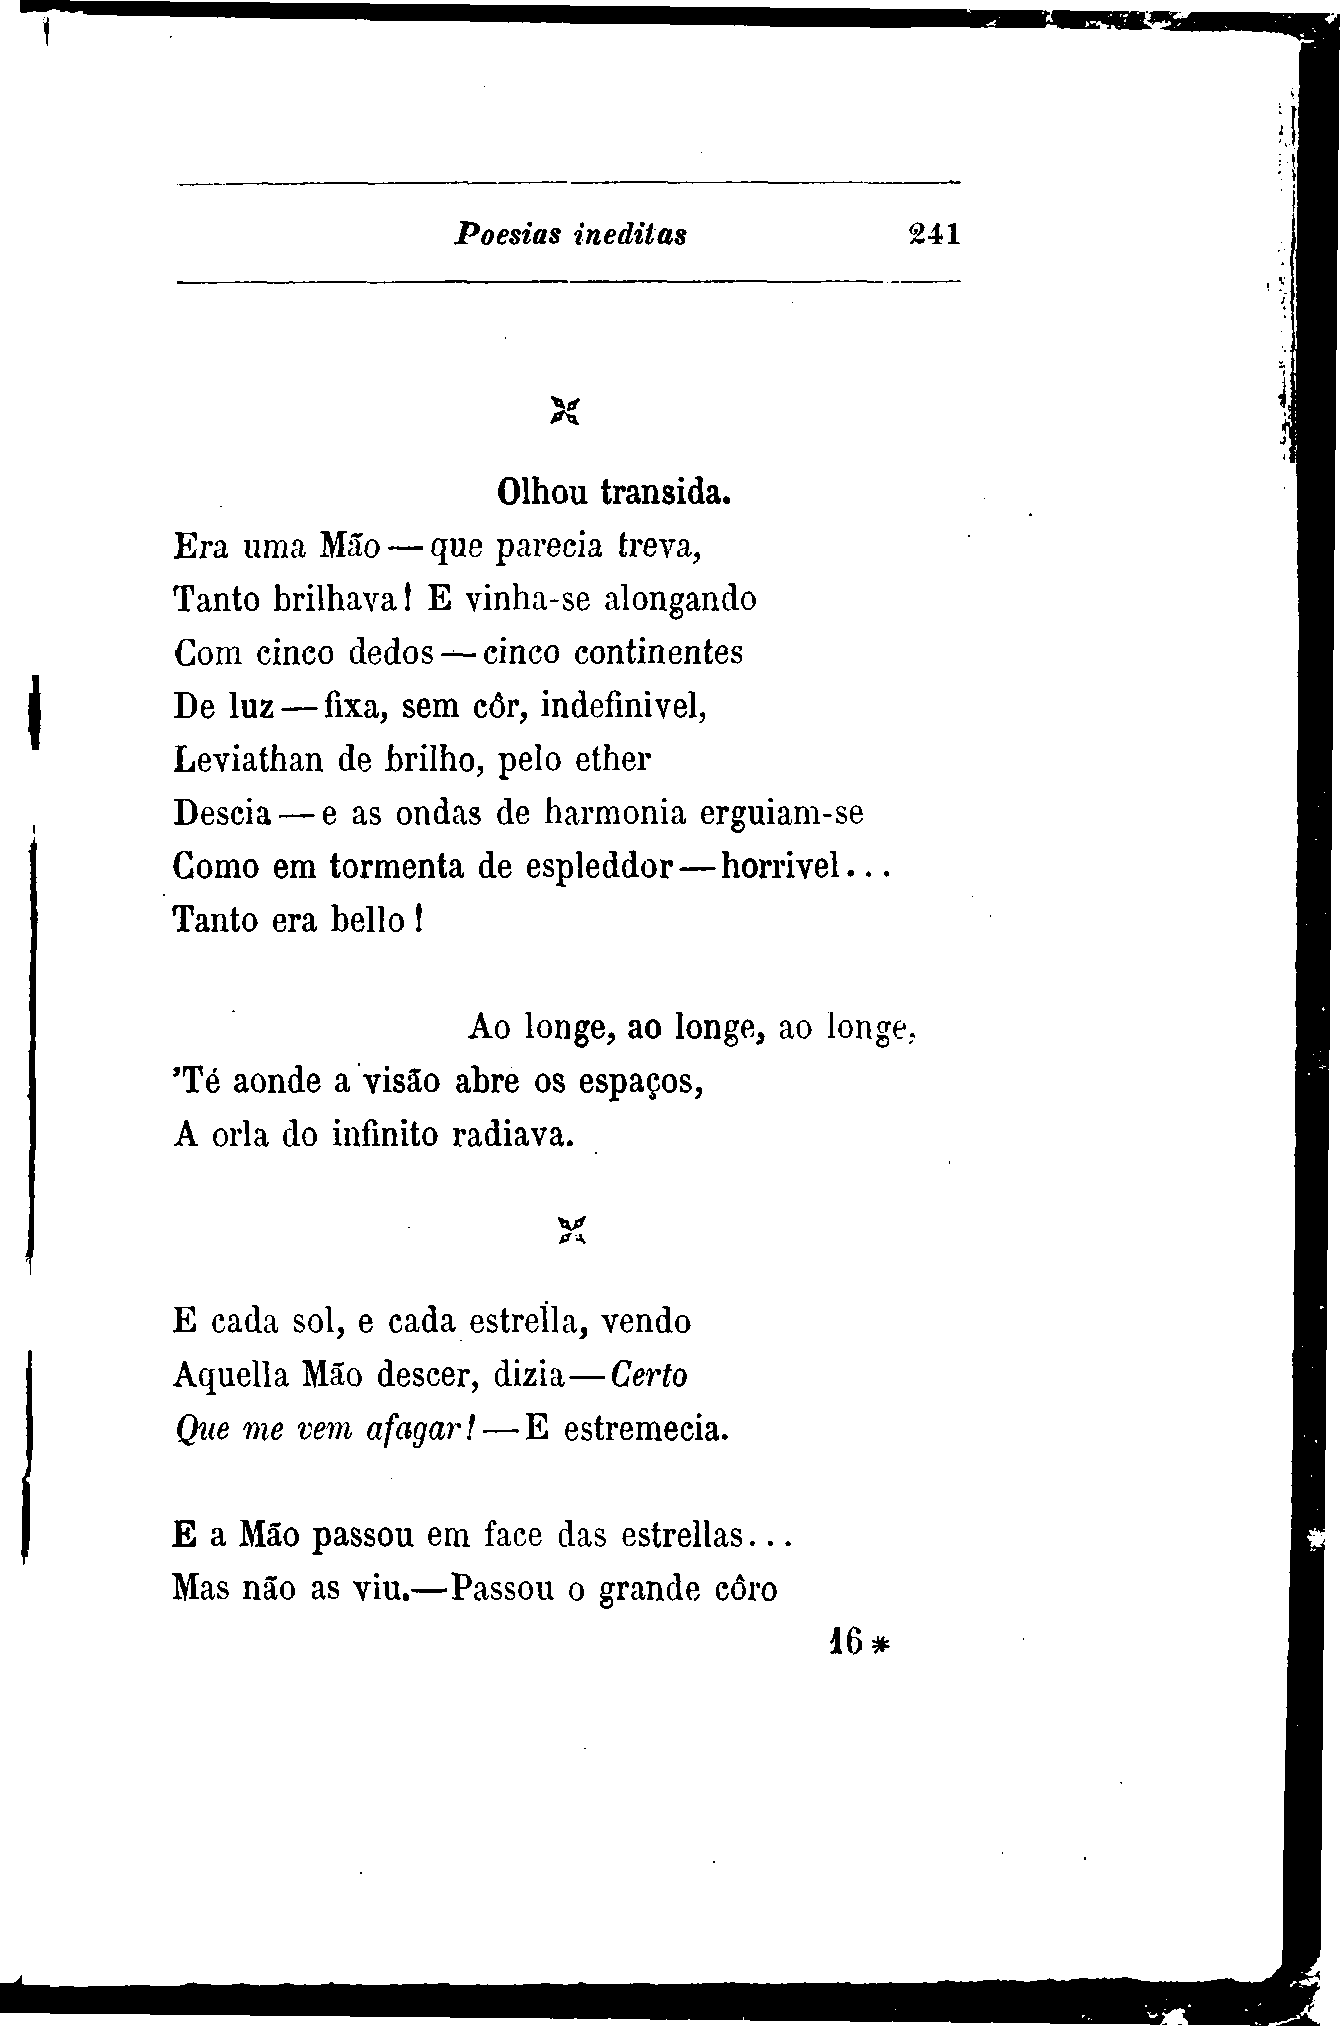 Poesias ineditas 241
Olhou transida.
Era uma Mão — que parecia treva,
Tanto brilhava! E vinha-se alongando
Com cinco dedos — cinco continentes
De luz — fixa, sem côr, indefinivel,
Leviathan de brilho, pelo ether
Descia — e as ondas de harmonia erguiam-se
Como em tormenta de espleddor — horrivel...
Tanto era bello!
Ao longe, ao longe, ao longe,
'Té aonde a visão abre os espaços,
A orla do infinito radiava.
E cada sol, e cada estrella, vendo
Aquella Mão descer, dizia—Certo
Que me vem afagar! — E estremecia.
E a Mão passou em face das estrellas...
Mas não as viu.—Passou o grande côro
16 *